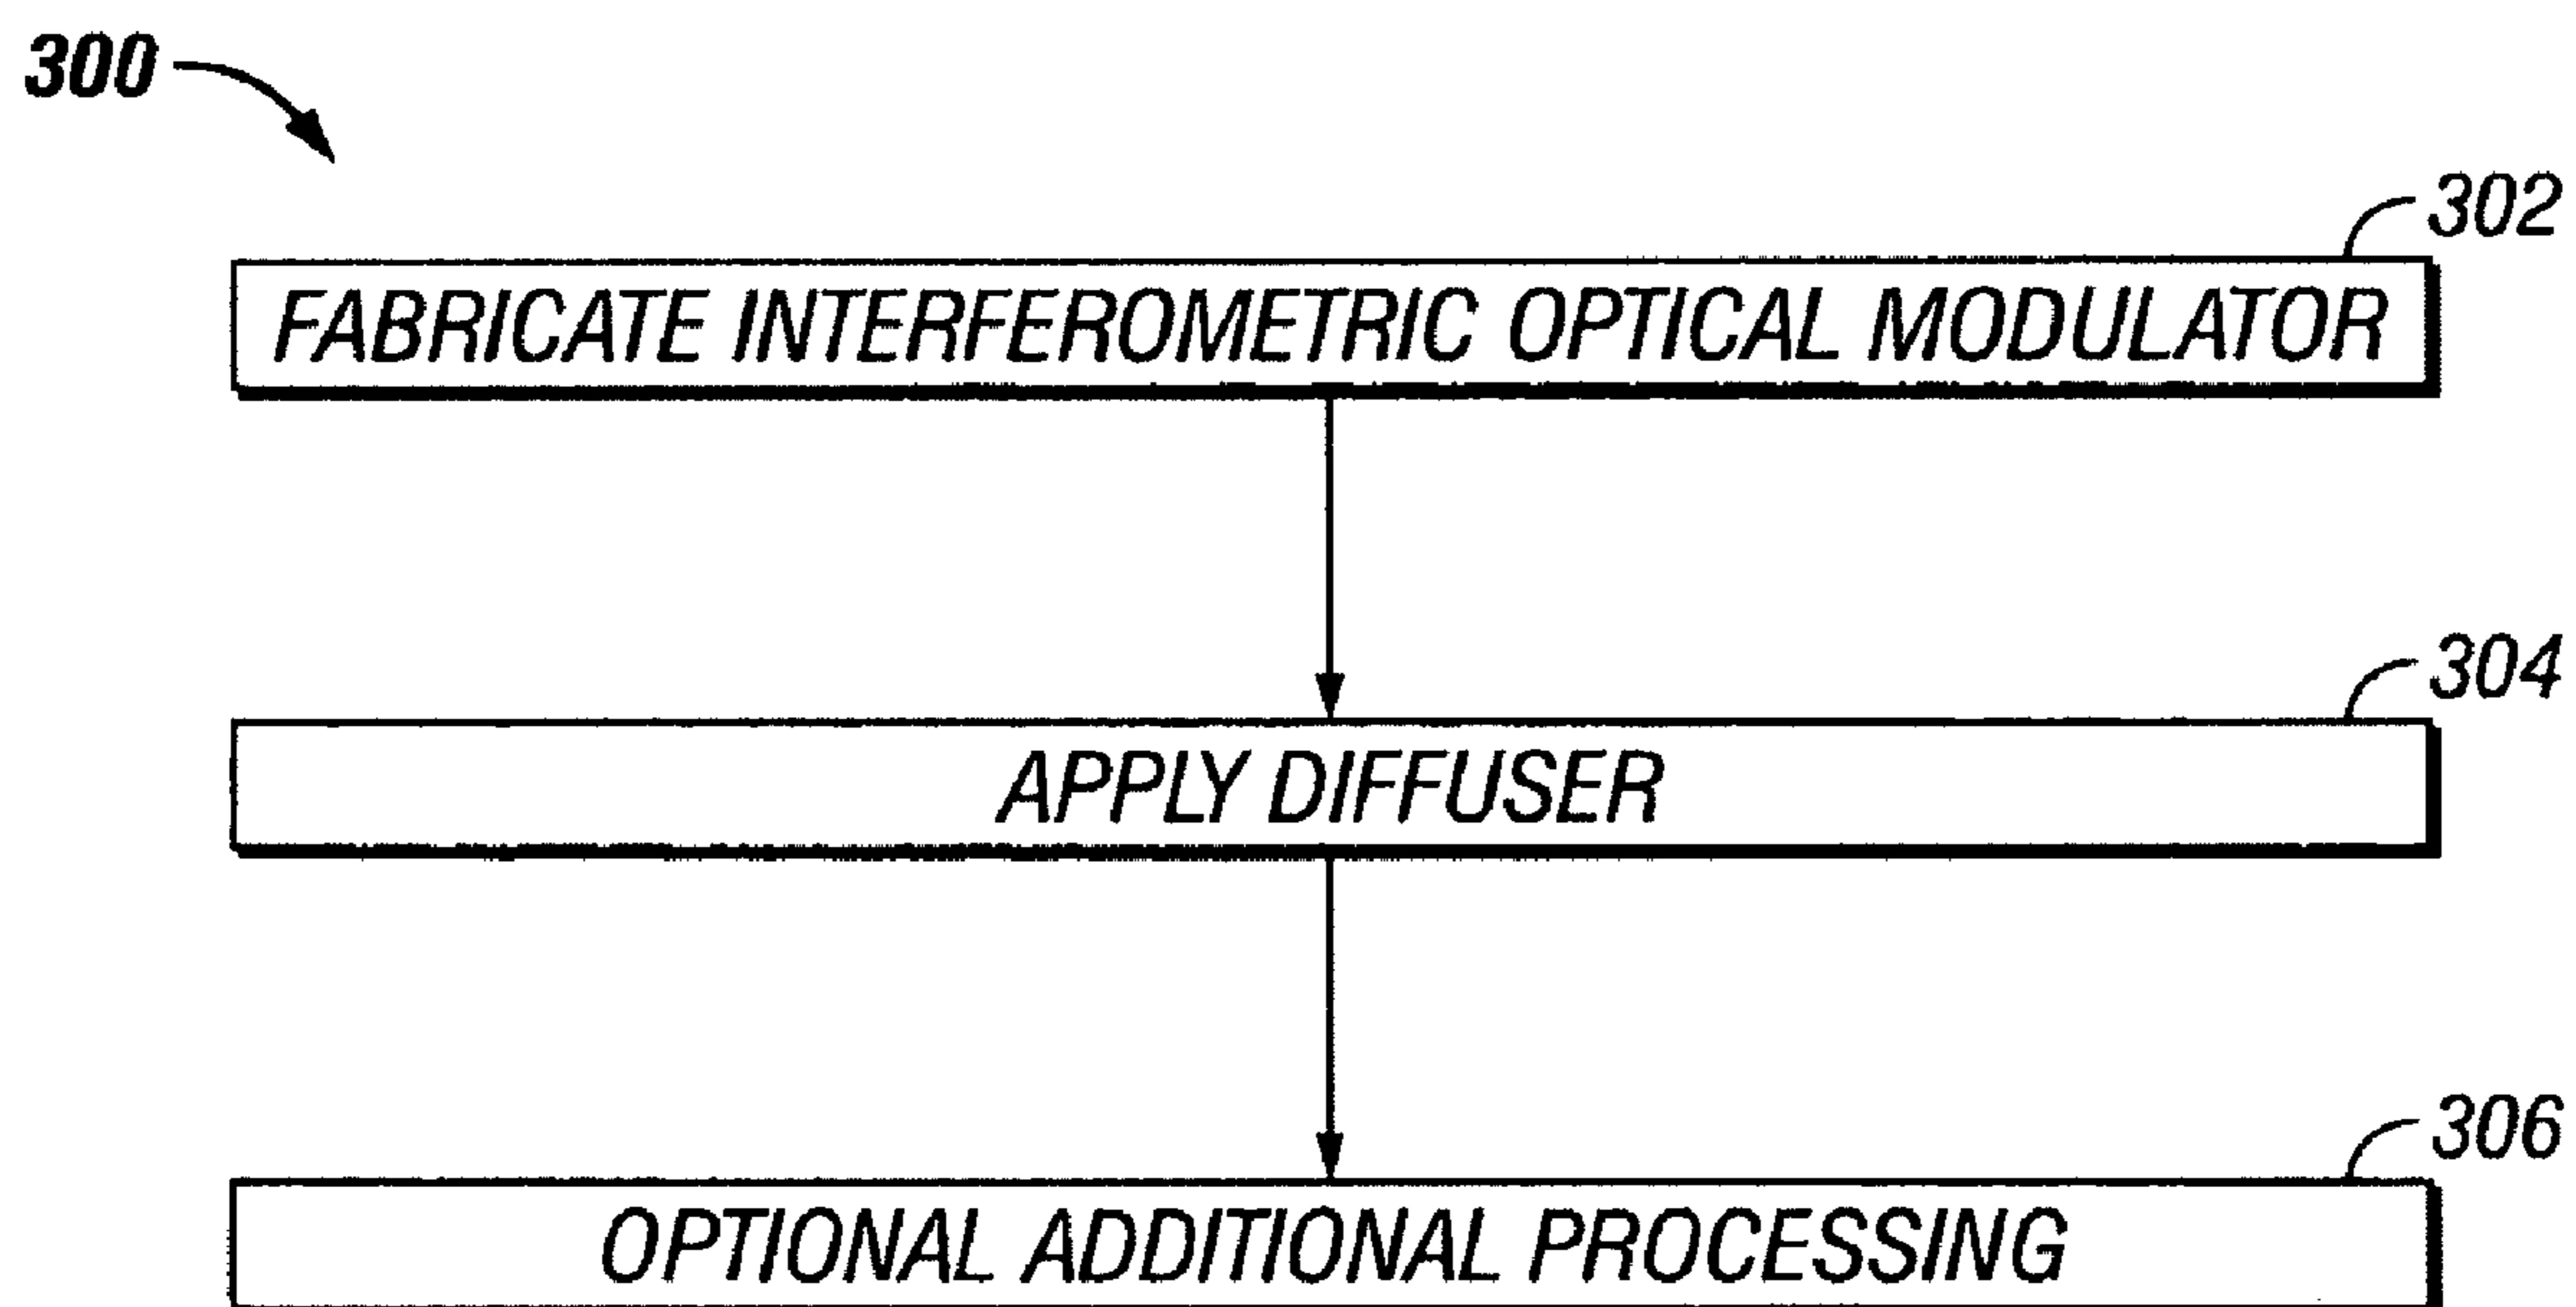 300
302
FABRICATE INTERFEROMETRIC OPTICAL MODULATOR
304
APPLY DIFFUSER
306
OPTIONAL ADDITIONAL PROCESSING